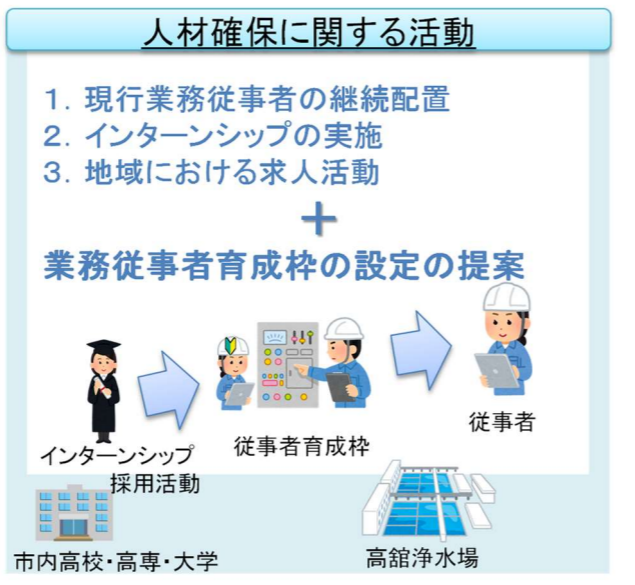 人材確保に関する活動
1. 現行業務従事者の継続配置
2. インターンシップの実施
3. 地域における求人活動
＋
業務従事者育成枠の設定の提案
インターンシップ
採用活動
従事者育成枠
従事者
市内高校・高専・大学
高舘浄水場